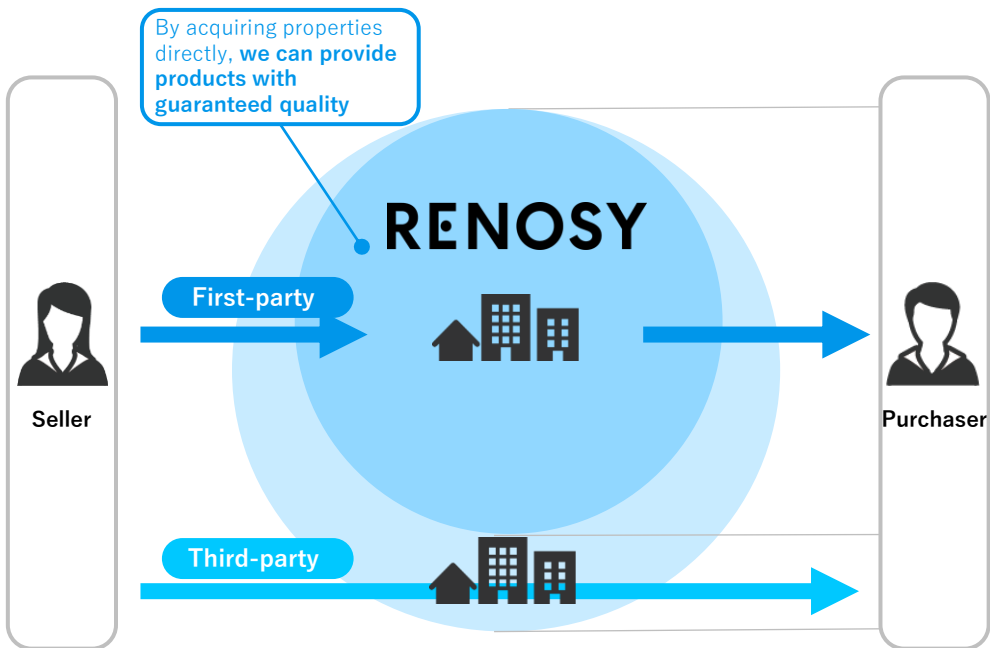 By acquiring properties
directly, we can provide
products with
guaranteed quality
RENOSY
First-party
Seller
Purchaser
Third-party